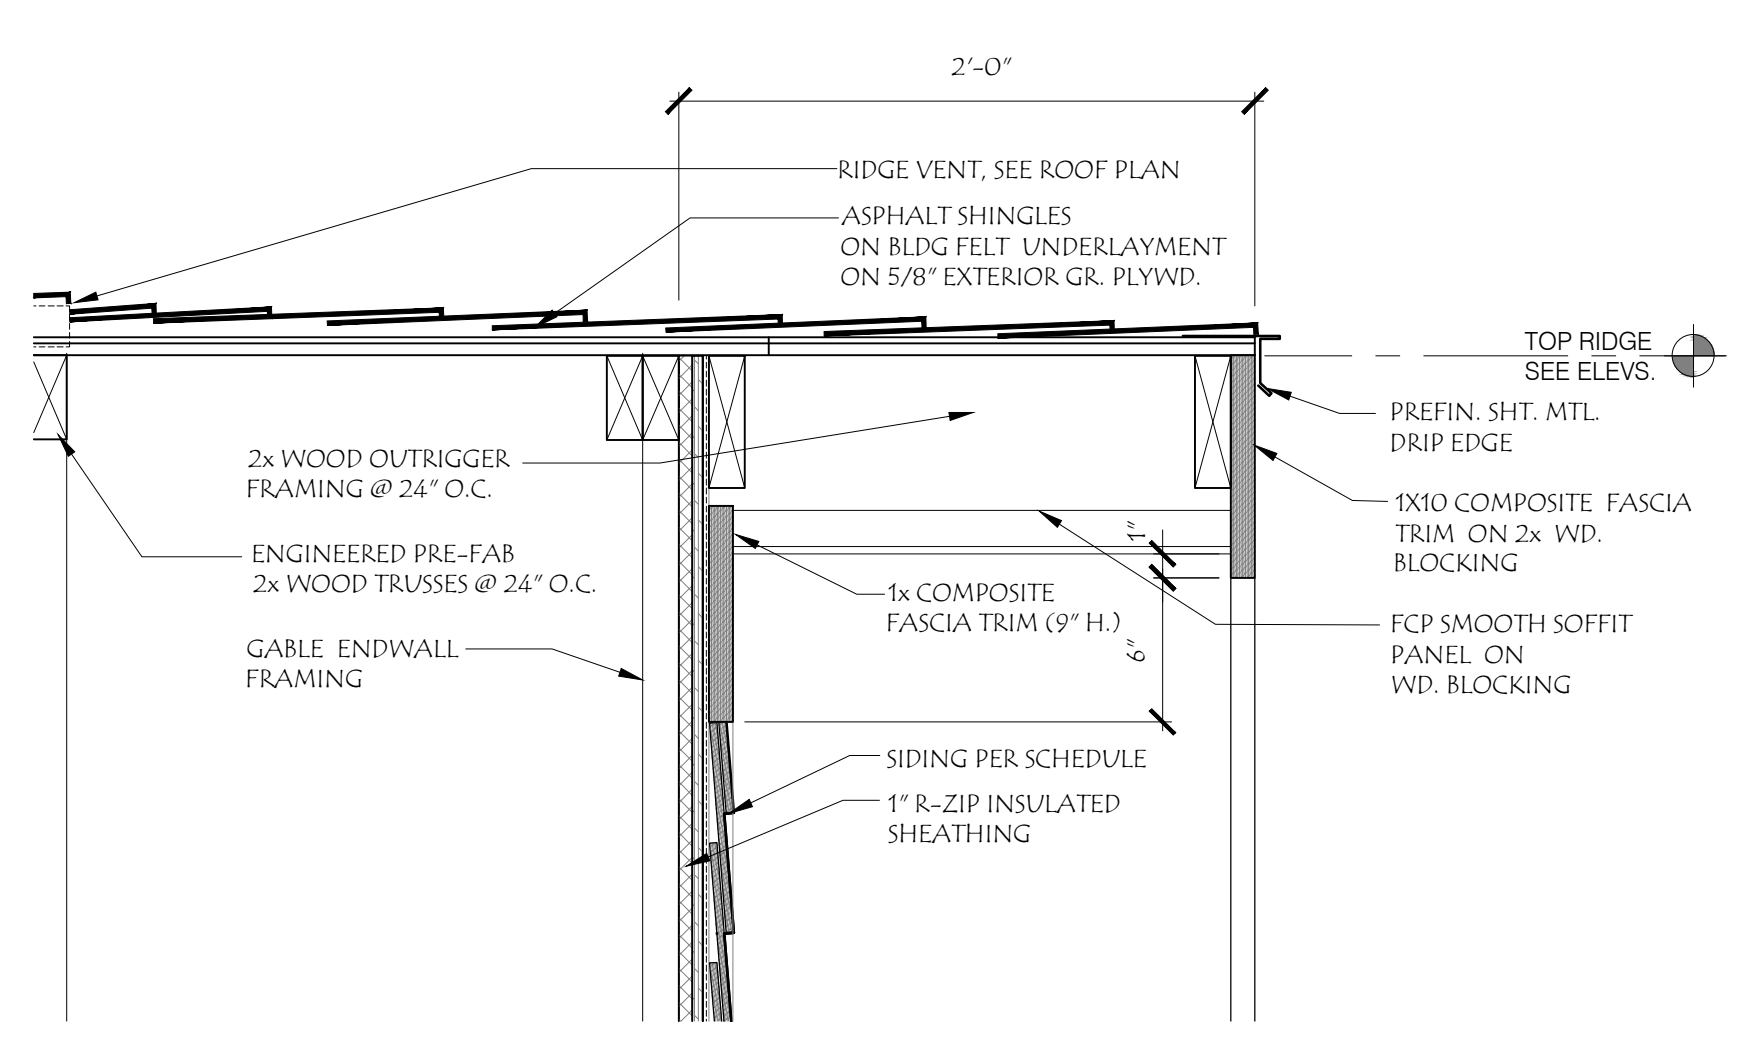 2'-0"
RIDGE VENT, SEE ROOF PLAN
ASPHALT SHINGLES
ON BLDG FELT UNDERLAYMENT
ON 5/8" EXTERIOR GR. PLYWD.
TOP RIDGE
SEE ELEVS.
PREFIN. SHT. MTL.
DRIP EDGE
2x WOOD OUTRIGGER
FRAMING @ 24" O.C.
1X10 COMPOSITE FASCIA
TRIM ON 2x WD.
BLOCKING
1"
ENGINEERED PRE-FAB
2x WOOD TRUSSES @ 24" O.C.
1x COMPOSITE
FASCIA TRIM (9" H.)
6"
FCP SMOOTH SOFFIT
PANEL ON
WD. BLOCKING
GABLE ENDWALL
FRAMING
SIDING PER SCHEDULE
1" R-ZIP INSULATED
SHEATHING